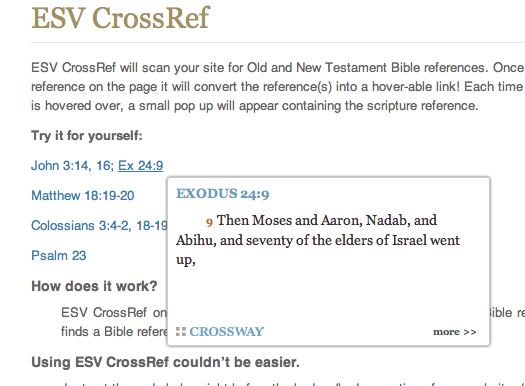 ESV CrossRef
ESV CrossRef will scan your site for Old and New Testament Bible references. Once
reference on the page it will convert the reference(s) into a hover-able link! Each time
is hovered over, a small pop up will appear containing the scripture reference.
Try it for yourself:
John 3:14, 16; Ex 24:9
Matthew 18:19-20
Colossians 3:4-2, 18-19
Psalm 23
EXODUS 24:9
9 Then Moses and Aaron, Nadab, and
Abihu, and seventy of the elders of Israel went
up,
CROSSWAY more >>
How does it work?
ESV CrossRef on
finds a Bible refere
Using ESV CrossRef couldn't be easier.